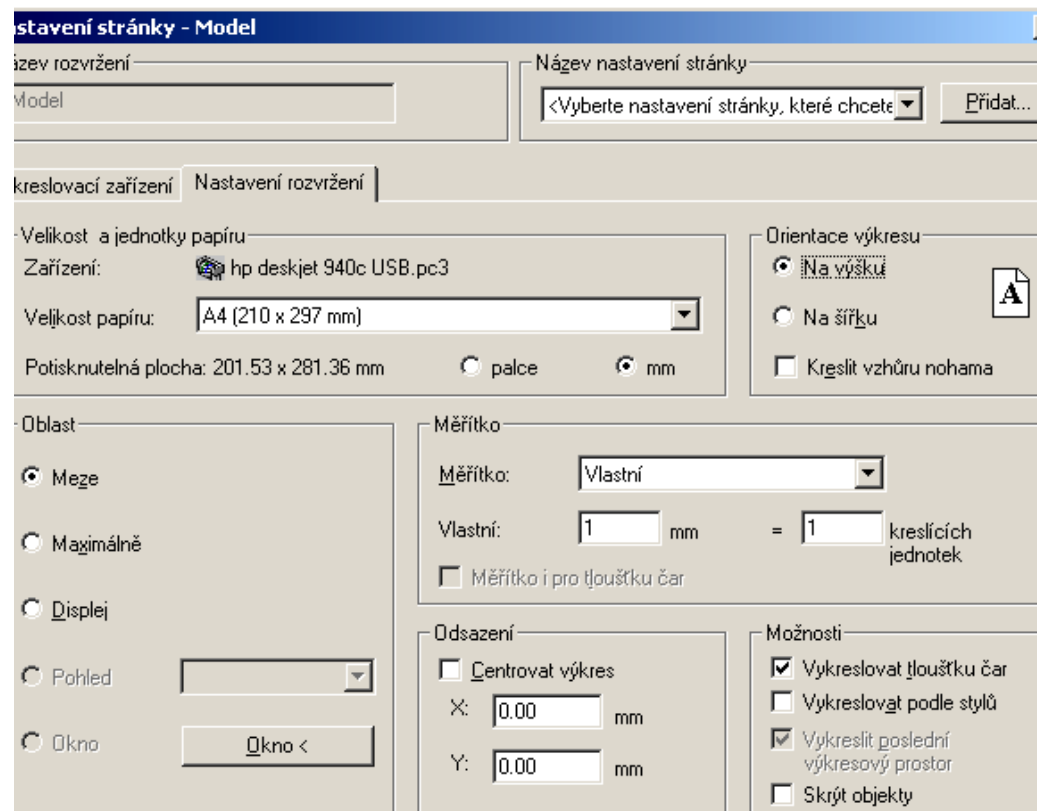 astavení stránky - Model
ázev rozvržení
Model
Název nastavení stránky
<Vyberte nastavení stránky, které chcete
Přidat...
kreslovací zařízení
Nastavení rozvržení
Velikost a jednotky papíru
Zařízení: hp deskjet 940c USB.pc3
Velikost papíru: A4 (210 x 297 mm)
Potisknutelná plocha: 201.53 x 281.36 mm palce mm
Orientace výkresu
Na výšku
Na šířku
A
Kreslit vzhůru nohama
Oblast
Meze
Maximálně
Displej
Pohled
Okno Okno <
Měřítko
Měřítko: Vlastní
Vlastní: 1 mm = 1 kreslících
jednotek
Měřítko i pro tloušťku čar
Odsazení
Centrovat výkres
X: 0.00 mm
Y: 0.00 mm
Možnosti
Vykreslovat tloušťku čar
Vykreslovat podle stylů
Vykreslit poslední
výkresový prostor
Skrýt objekty